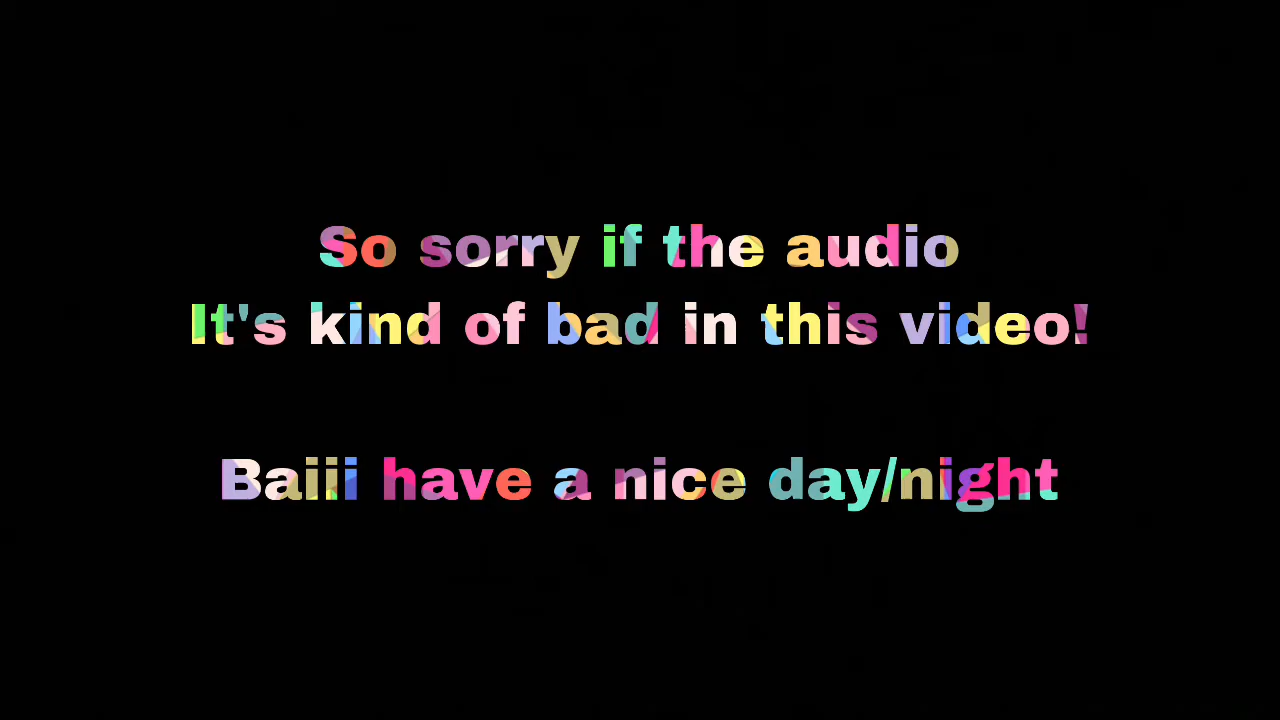 So sorry if the audio
It's kind of bad in this video!
Baiii have a nice day/night